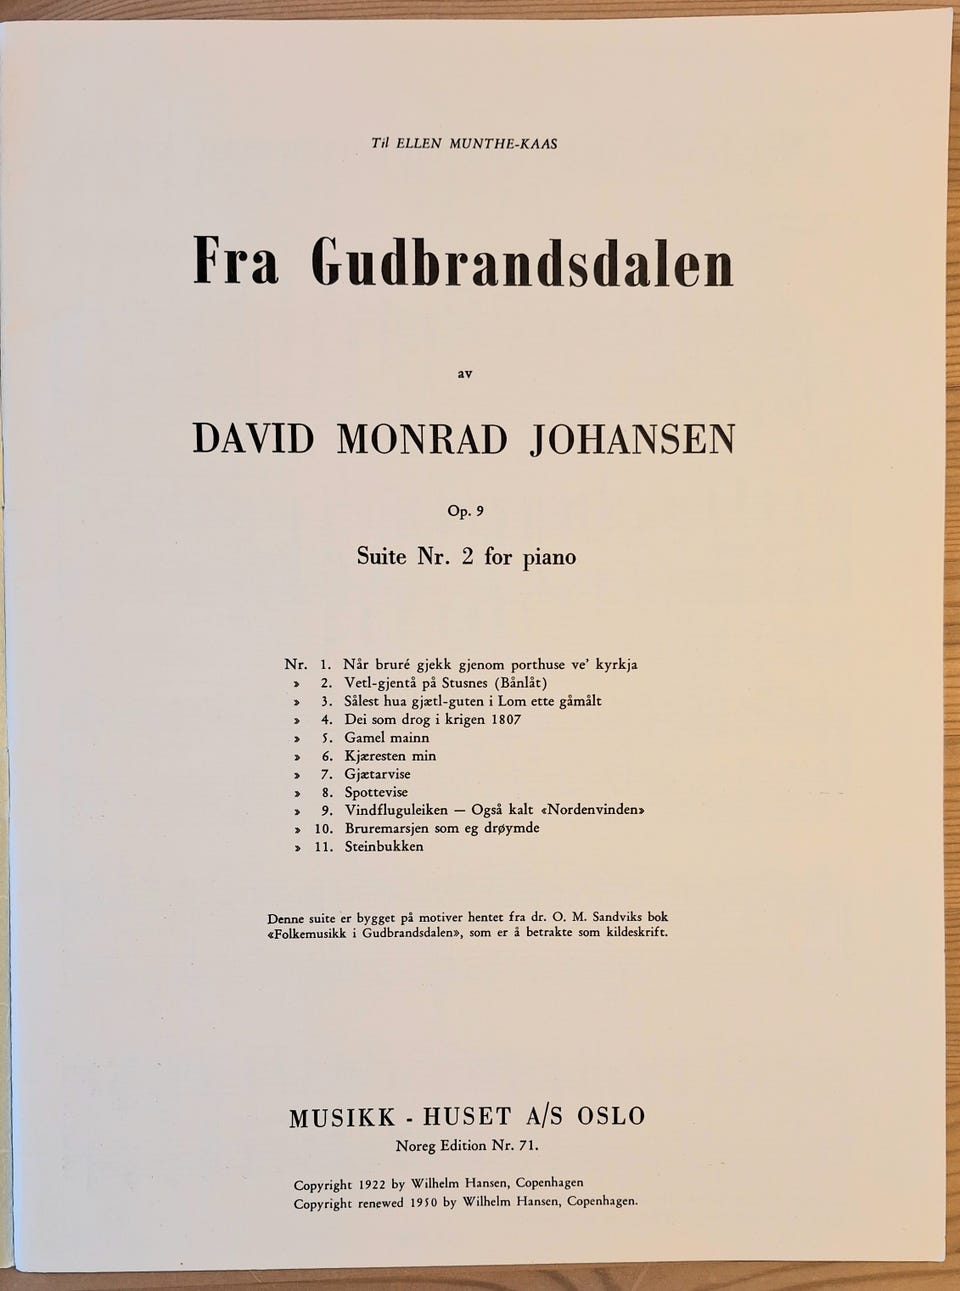 Til ELLEN MUNTHE-KAAS
Fra Gudbrandsdalen
av
DAVID MONRAD JOHANSEN
Op. 9
Suite Nr. 2 for piano
Nr. 1. Når bruré gjekk gjenom porthuse ve' kyrkja
» 2. Vetl-gjentå på Stusnes (Bånlåt)
» 3. Sålest hua gjætl-guten i Lom ette gåmålt
» 4. Dei som drog i krigen 1807
» 5. Gamel mainn
» 6. Kjæresten min
» 7. Gjætarvise
» 8. Spottevise
» 9. Vindfluguleiken — Også kalt «Nordenvinden»
» 10. Bruremarsjen som eg drøymde
» 11. Steinbukken
Denne suite er bygget på motiver hentet fra dr. O. M. Sandviks bok
«Folkemusikk i Gudbrandsdalen», som er å betrakte som kildeskrift.
MUSIKK - HUSET A/S OSLO
Noreg Edition Nr. 71.
Copyright 1922 by Wilhelm Hansen, Copenhagen
Copyright renewed 1950 by Wilhelm Hansen, Copenhagen.